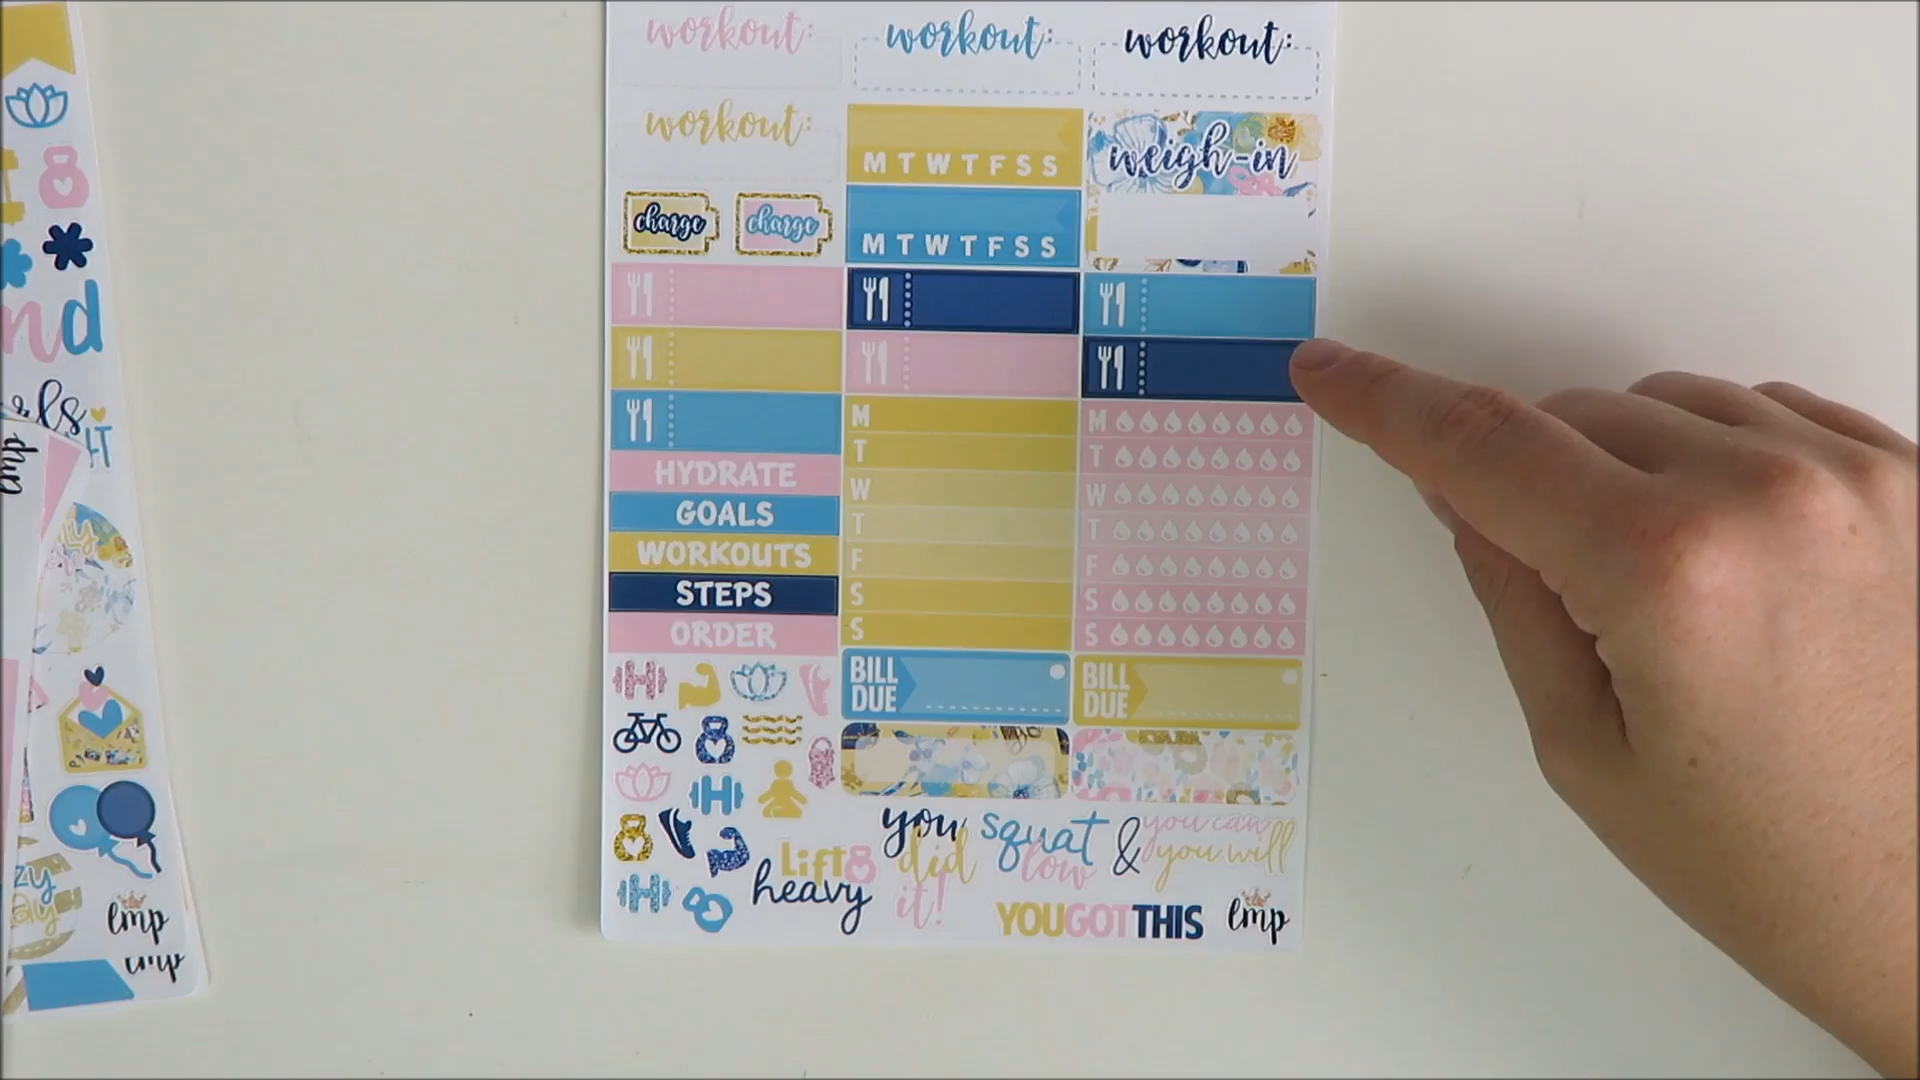 workout:
workout:
workout:
workout:
M T W T F S S
weigh-in
charge
charge
M T W T F S S
HYDRATE
GOALS
WORKOUTS
STEPS
ORDER
M
T
W
T
F
S
S
M
T
W
T
F
S
S
BILL
DUE
BILL
DUE
Lift
heavy
you
did
it!
squat
low
&
you can
you will
YOUGOTTHIS
lmp
nd
lmp
lmp